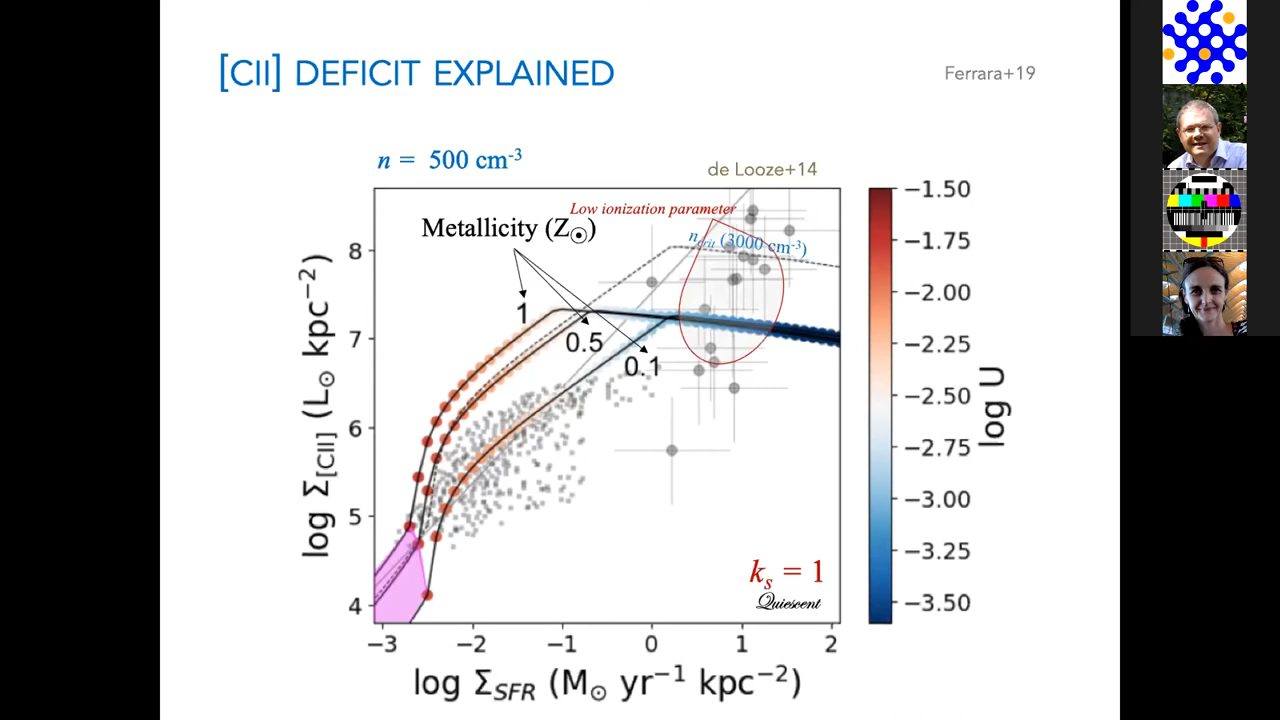 [CII] DEFICIT EXPLAINED
Ferrara+19
n = 500 cm⁻³
de Looze+14
Low ionization parameter
Metallicity (Z☉)
n_crit (3000 cm⁻³)
1
0.5
0.1
k_s = 1
Quiescent
log Σ[CII] (L☉ kpc⁻²)
8
7
6
5
4
−3
−2
−1
0
1
2
log Σ_SFR (M☉ yr⁻¹ kpc⁻²)
−1.50
−1.75
−2.00
−2.25
−2.50
−2.75
−3.00
−3.25
−3.50
log U